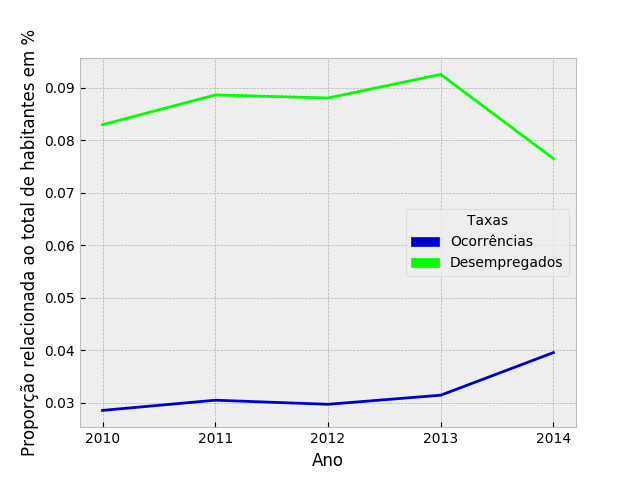 Proporção relacionada ao total de habitantes em %
0.09
0.08
0.07
0.06
0.05
0.04
0.03
Taxas
Ocorrências
Desempregados
2010 2011 2012 2013 2014
Ano